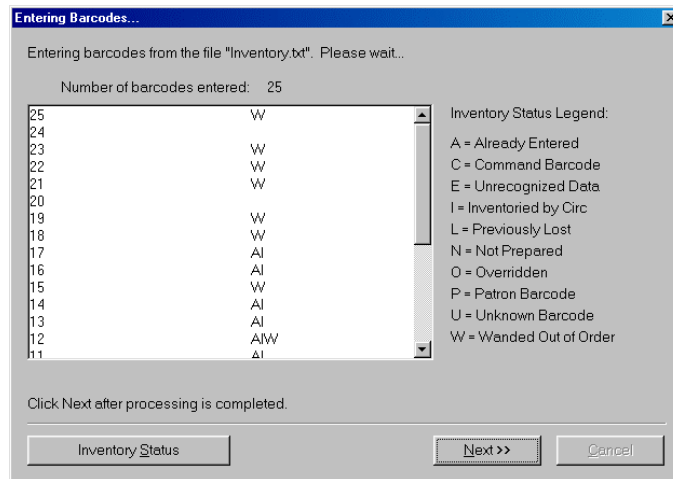 Entering Barcodes...
Entering barcodes from the file "Inventory.txt". Please wait...
Number of barcodes entered: 25
25 W
24
23 W
22 W
21 W
20
19 W
18 W
17 AI
16 AI
15 W
14 AI
13 AI
12 AIW
11 AI
Inventory Status Legend:
A = Already Entered
C = Command Barcode
E = Unrecognized Data
I = Inventoried by Circ
L = Previously Lost
N = Not Prepared
O = Overridden
P = Patron Barcode
U = Unknown Barcode
W = Wanded Out of Order
Click Next after processing is completed.
Inventory Status
Next >>
Cancel